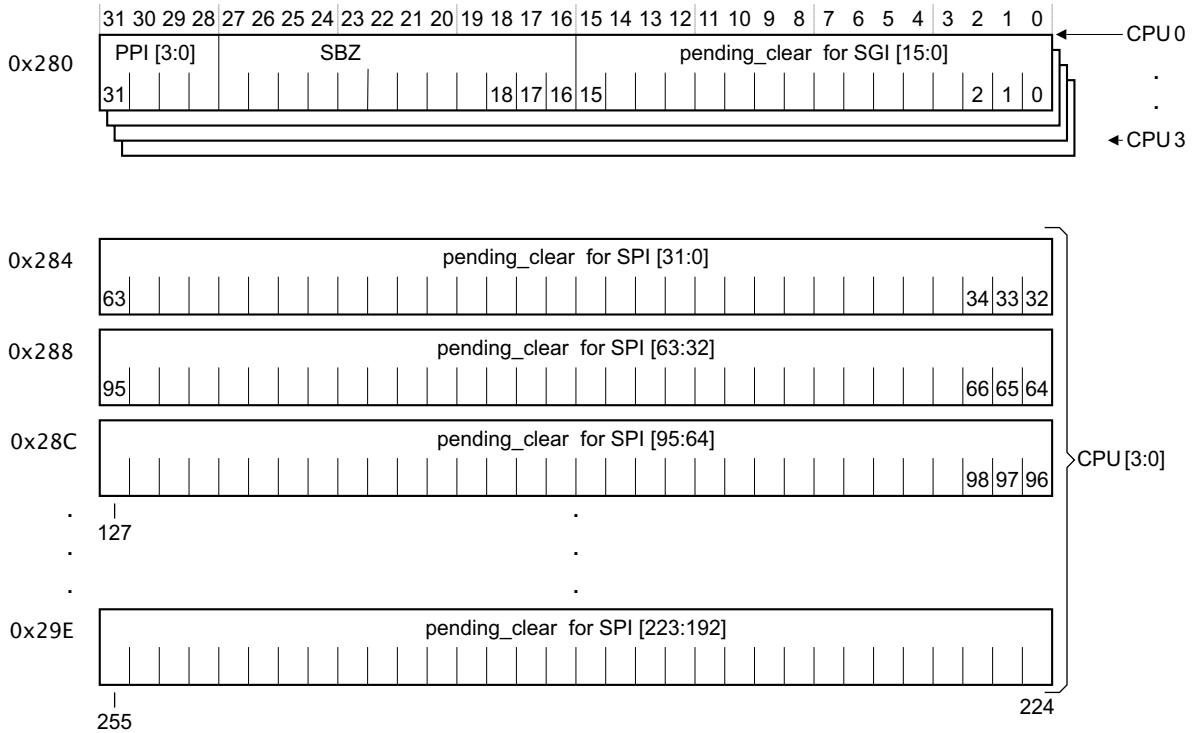 31 30 29 28 27 26 25 24 23 22 21 20 19 18 17 16 15 14 13 12 11 10 9 8 7 6 5 4 3 2 1 0
CPU 0
0x280
PPI [3:0] SBZ pending_clear for SGI [15:0]
31 18 17 16 15 2 1 0
.
.
CPU 3
0x284
pending_clear for SPI [31:0]
63 34 33 32
0x288
pending_clear for SPI [63:32]
95 66 65 64
0x28C
pending_clear for SPI [95:64]
98 97 96
CPU [3:0]
. .
127
. .
. .
0x29E
pending_clear for SPI [223:192]
255 224